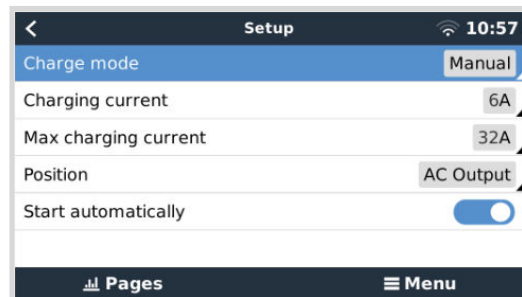 < Setup 10:57
Charge mode Manual
Charging current 6A
Max charging current 32A
Position AC Output
Start automatically
Pages Menu